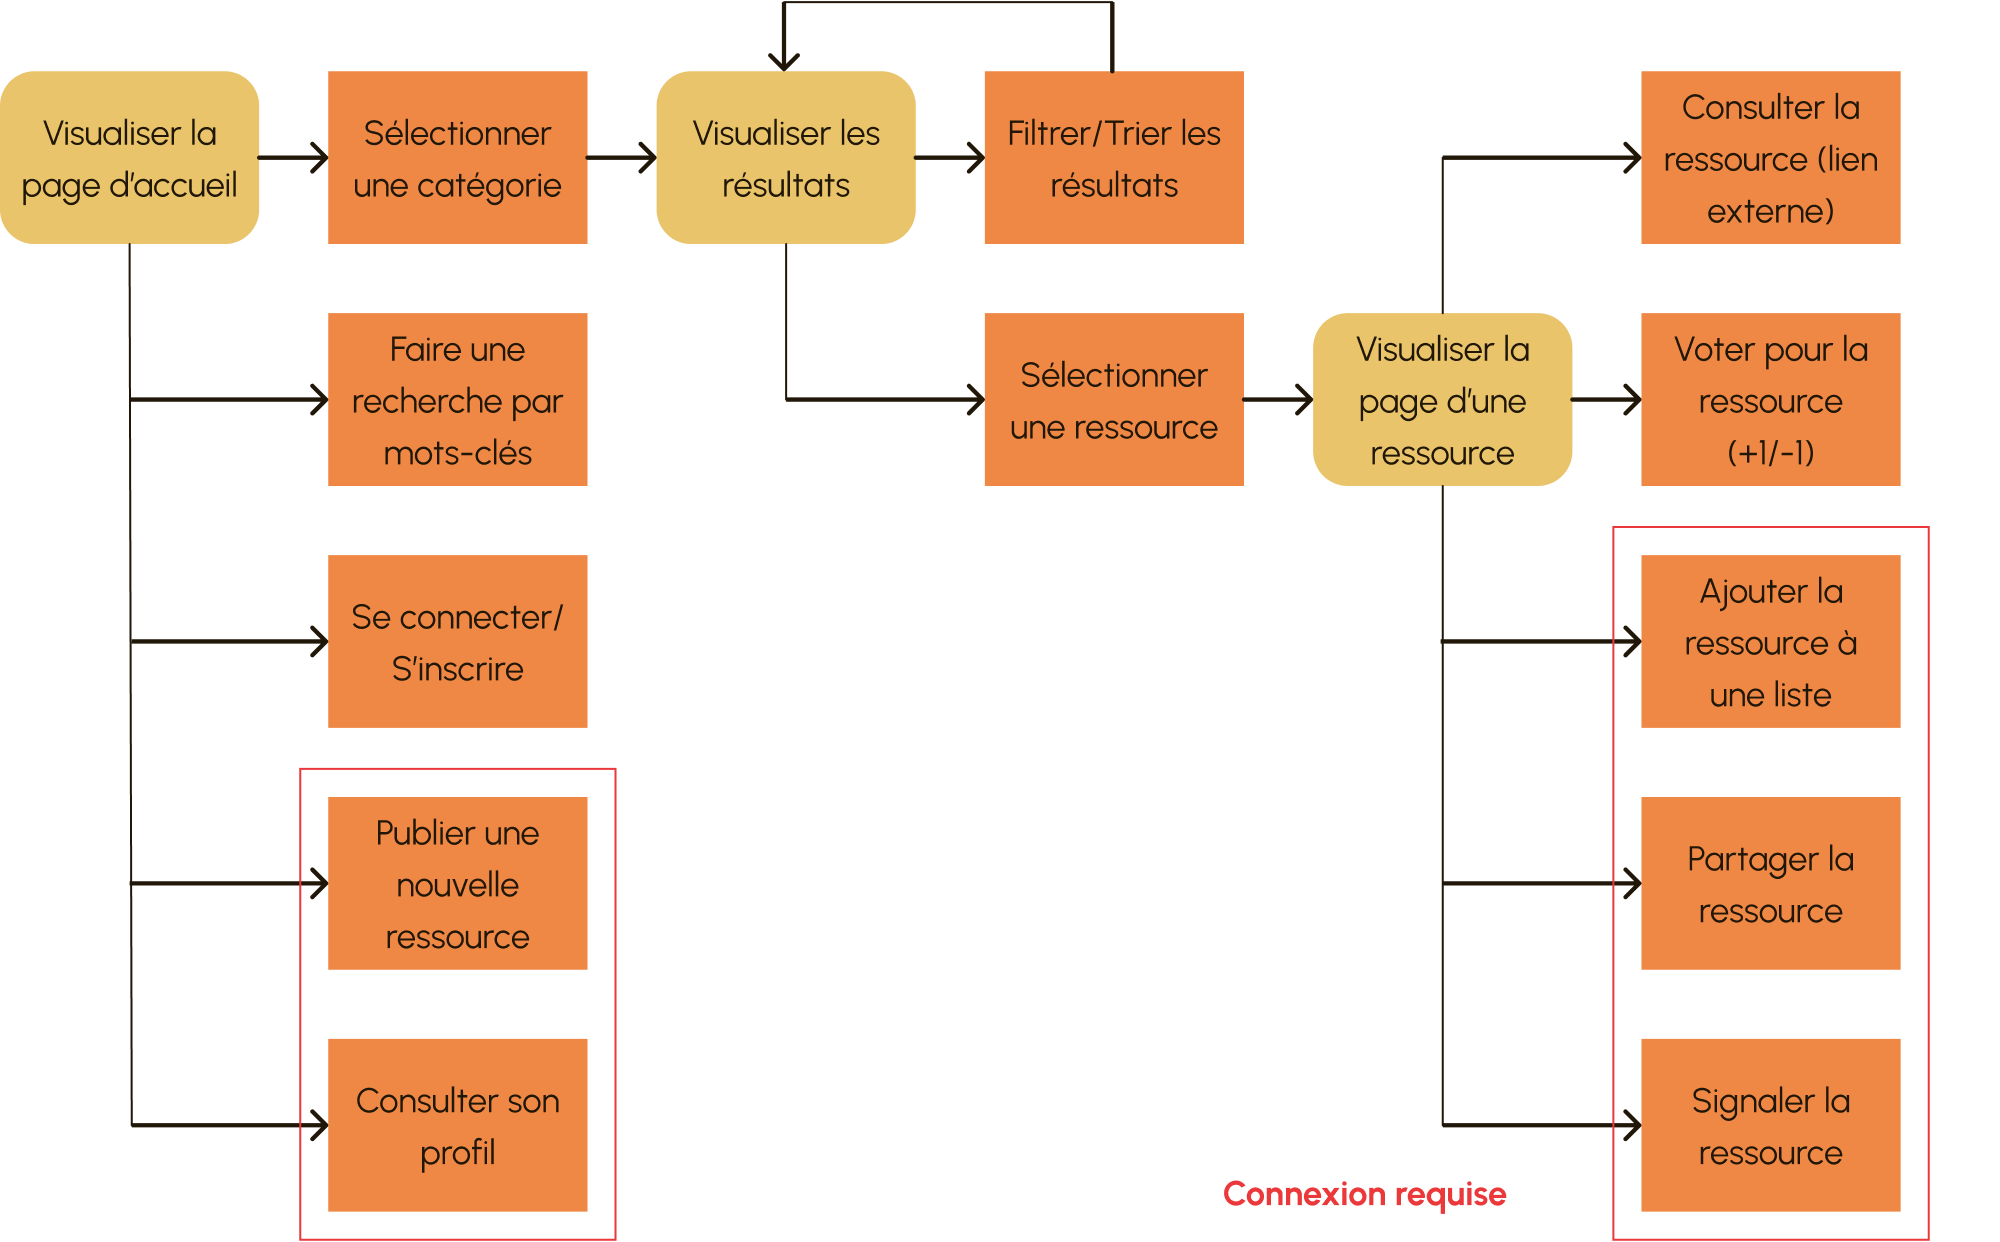 Visualiser la
page d'accueil
Sélectionner
une catégorie
Visualiser les
résultats
Filtrer/Trier les
résultats
Consulter la
ressource (lien
externe)
Faire une
recherche par
mots-clés
Sélectionner
une ressource
Visualiser la
page d'une
ressource
Voter pour la
ressource
(+1/-1)
Se connecter/
S'inscrire
Ajouter la
ressource à
une liste
Publier une
nouvelle
ressource
Partager la
ressource
Consulter son
profil
Signaler la
ressource
Connexion requise